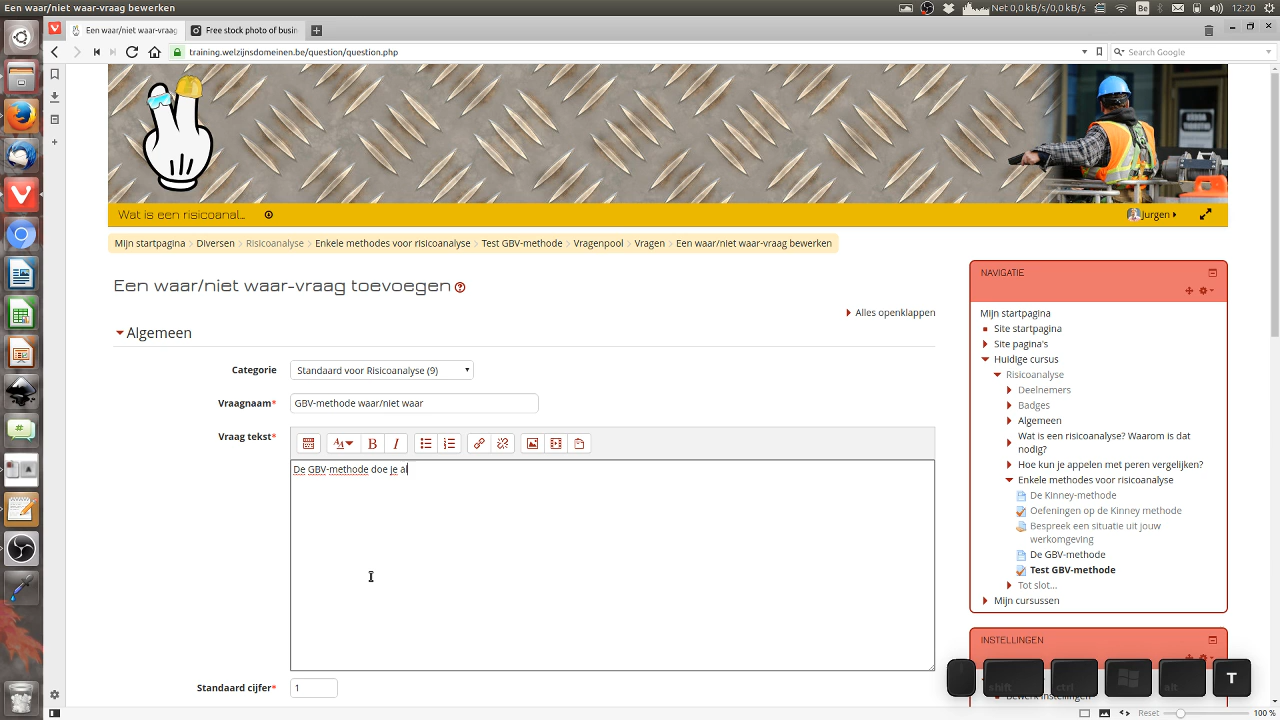 Een waar/niet waar-vraag bewerken
Net 0,0 kB/s/0,0 kB/s
Be
12:20
Een waar/niet waar-vraag
Free stock photo of busin
training.welzijnsdomeinen.be/question/question.php
Search Google
Wat is een risicoanal...
Jurgen
Mijn startpagina
Diversen
Risicoanalyse
Enkele methodes voor risicoanalyse
Test GBV-methode
Vragenpool
Vragen
Een waar/niet waar-vraag bewerken
Een waar/niet waar-vraag toevoegen
Alles openklappen
Algemeen
Categorie
Standaard voor Risicoanalyse (9)
Vraagnaam*
GBV-methode waar/niet waar
Vraag tekst*
De GBV-methode doe je al
Standaard cijfer*
1
NAVIGATIE
Mijn startpagina
Site startpagina
Site pagina's
Huidige cursus
Risicoanalyse
Deelnemers
Badges
Algemeen
Wat is een risicoanalyse? Waarom is dat
nodig?
Hoe kun je appelen met peren vergelijken?
Enkele methodes voor risicoanalyse
De Kinney-methode
Oefeningen op de Kinney methode
Bespreek een situatie uit jouw
werkomgeving
De GBV-methode
Test GBV-methode
Tot slot...
Mijn cursussen
INSTELLINGEN
Bewerk instellingen
shift
ctrl
alt
T
Reset
100 %